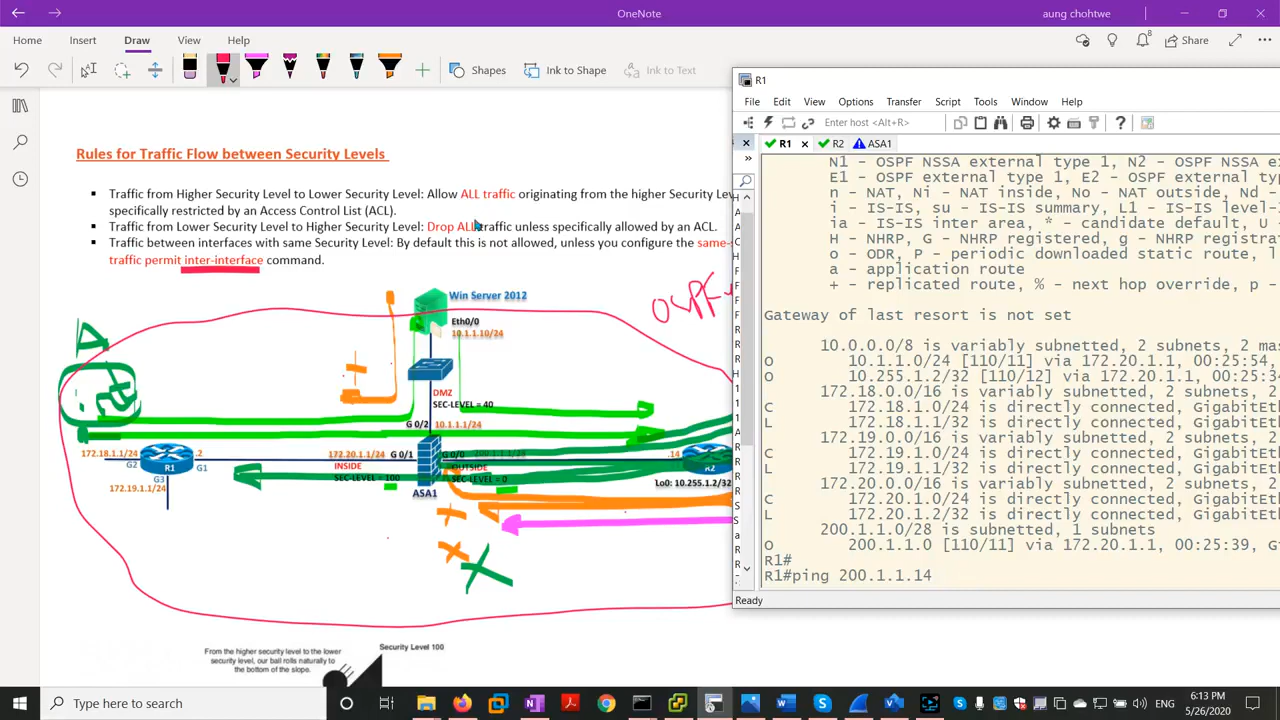 OneNote
aung chohtwe
Home
Insert
Draw
View
Help
Share
Shapes
Ink to Shape
Ink to Text
Rules for Traffic Flow between Security Levels
Traffic from Higher Security Level to Lower Security Level: Allow ALL traffic originating from the higher Security Lev
specifically restricted by an Access Control List (ACL).
Traffic from Lower Security Level to Higher Security Level: Drop ALL traffic unless specifically allowed by an ACL.
Traffic between interfaces with same Security Level: By default this is not allowed, unless you configure the same-s
traffic permit inter-interface command.
OSPF
Win Server 2012
Eth0/0
10.1.1.10/24
DMZ
SEC-LEVEL = 40
G 0/2
10.1.1.1/24
172.18.1.1/24
G2
R1
.2
G1
G3
172.19.1.1/24
172.20.1.1/24
G 0/1
INSIDE
SEC-LEVEL = 100
ASA1
G 0/0
OUTSIDE
SEC-LEVEL = 0
.14
R2
Lo0: 10.255.1.2/32
From the higher security level to the lower
security level, our ball rolls naturally to
the bottom of the slope.
Security Level 100
R1
File
Edit
View
Options
Transfer
Script
Tools
Window
Help
Enter host <Alt+R>
R1
R2
ASA1
N1 - OSPF NSSA external type 1, N2 - OSPF NSSA ex
E1 - OSPF external type 1, E2 - OSPF external typ
n - NAT, Ni - NAT inside, No - NAT outside, Nd -
i - IS-IS, su - IS-IS summary, L1 - IS-IS level-1
ia - IS-IS inter area, * - candidate default, U -
H - NHRP, G - NHRP registered, g - NHRP registrat
o - ODR, P - periodic downloaded static route, l
a - application route
+ - replicated route, % - next hop override, p -
Gateway of last resort is not set
10.0.0.0/8 is variably subnetted, 2 subnets, 2 mas
O 10.1.1.0/24 [110/11] via 172.20.1.1, 00:25:54,
O 10.255.1.2/32 [110/12] via 172.20.1.1, 00:25:34
172.18.0.0/16 is variably subnetted, 2 subnets,
C 172.18.1.0/24 is directly connected, GigabitEt
L 172.18.1.1/32 is directly connected, GigabitEt
172.19.0.0/16 is variably subnetted, 2 subnets,
C 172.19.1.0/24 is directly connected, GigabitEt
L 172.19.1.1/32 is directly connected, GigabitEt
172.20.0.0/16 is variably subnetted, 2 subnets,
C 172.20.1.0/24 is directly connected, GigabitEt
L 172.20.1.2/32 is directly connected, GigabitEt
200.1.1.0/28 is subnetted, 1 subnets
O 200.1.1.0 [110/11] via 172.20.1.1, 00:25:39, Gi
R1#
R1#ping 200.1.1.14
Ready
Type here to search
ENG
6:13 PM
5/26/2020